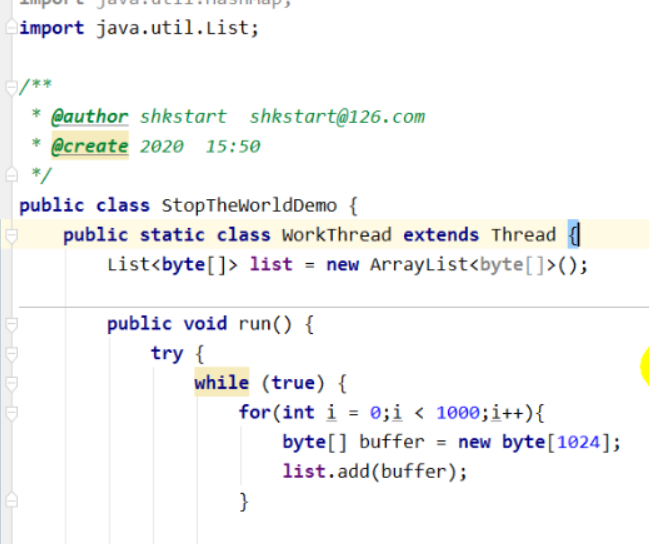 import java.util.HashMap;
import java.util.List;
/**
* @author shkstart  shkstart@126.com
* @create 2020  15:50
*/
public class StopTheWorldDemo {
public static class WorkThread extends Thread {
List<byte[]> list = new ArrayList<byte[]>();
public void run() {
try {
while (true) {
for(int i = 0;i < 1000;i++){
byte[] buffer = new byte[1024];
list.add(buffer);
}